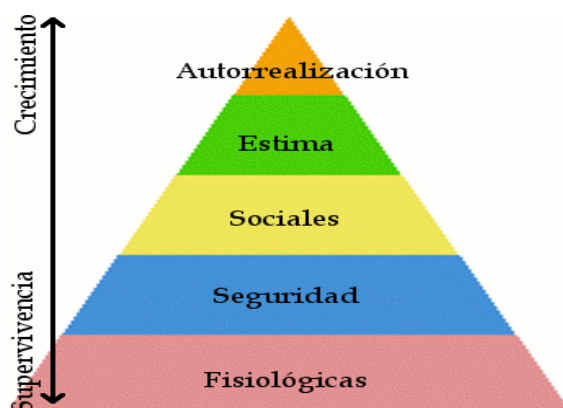 Crecimiento
Supervivencia
Autorrealización
Estima
Sociales
Seguridad
Fisiológicas